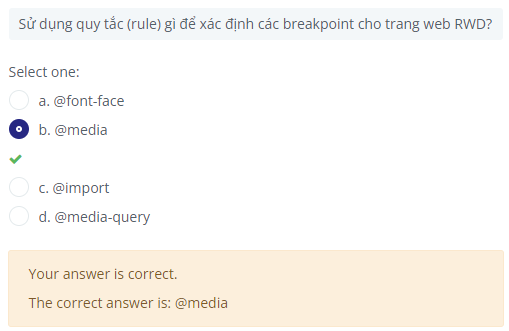 Sử dụng quy tắc (rule) gì để xác định các breakpoint cho trang web RWD?
Select one:
a. @font-face
b. @media
c. @import
d. @media-query
Your answer is correct.
The correct answer is: @media